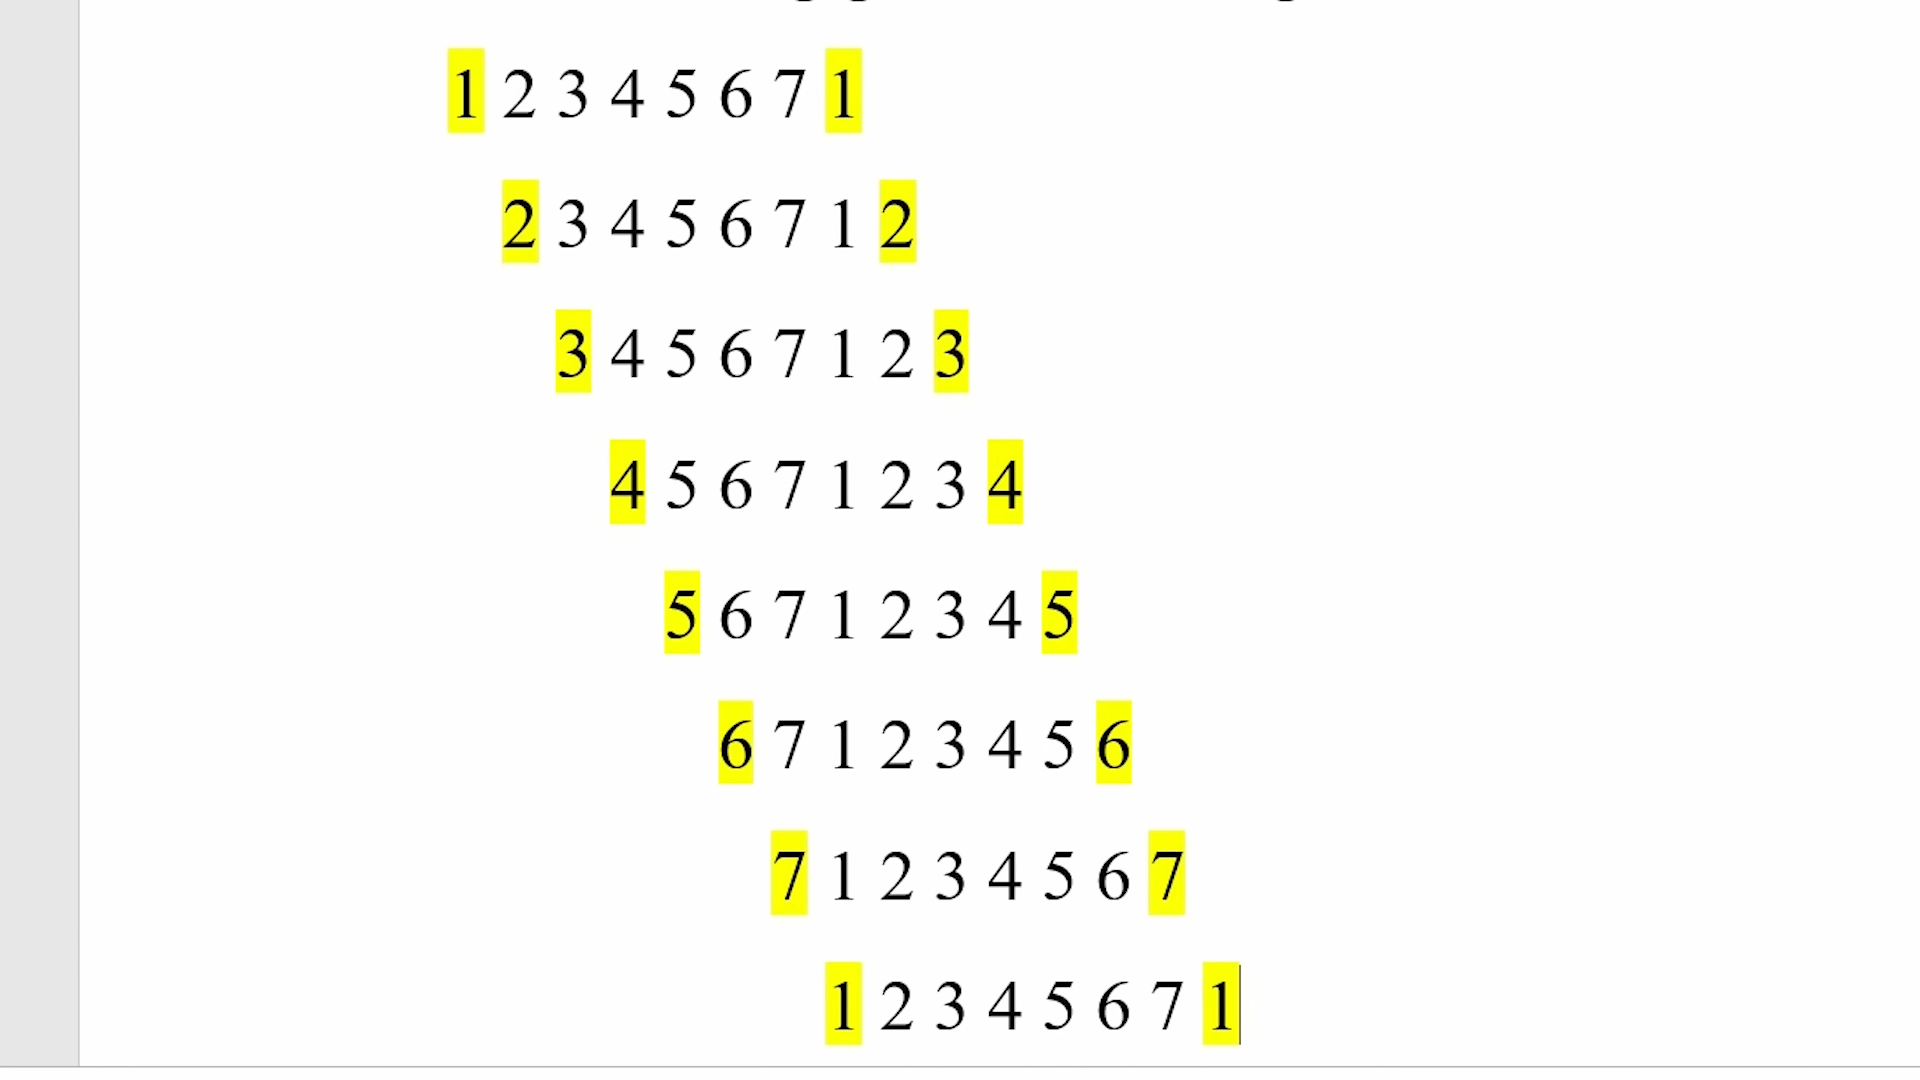 1 2 3 4 5 6 7 1
2 3 4 5 6 7 1 2
3 4 5 6 7 1 2 3
4 5 6 7 1 2 3 4
5 6 7 1 2 3 4 5
6 7 1 2 3 4 5 6
7 1 2 3 4 5 6 7
1 2 3 4 5 6 7 1